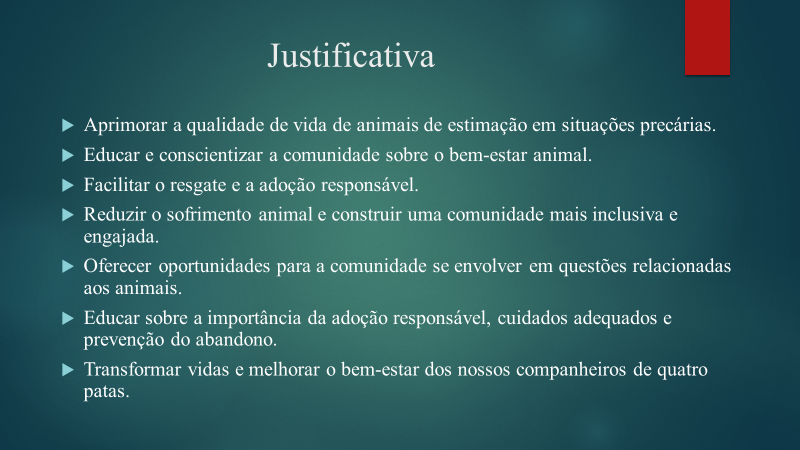 Justificativa
Aprimorar a qualidade de vida de animais de estimação em situações precárias.
Educar e conscientizar a comunidade sobre o bem-estar animal.
Facilitar o resgate e a adoção responsável.
Reduzir o sofrimento animal e construir uma comunidade mais inclusiva e
engajada.
Oferecer oportunidades para a comunidade se envolver em questões relacionadas
aos animais.
Educar sobre a importância da adoção responsável, cuidados adequados e
prevenção do abandono.
Transformar vidas e melhorar o bem-estar dos nossos companheiros de quatro
patas.